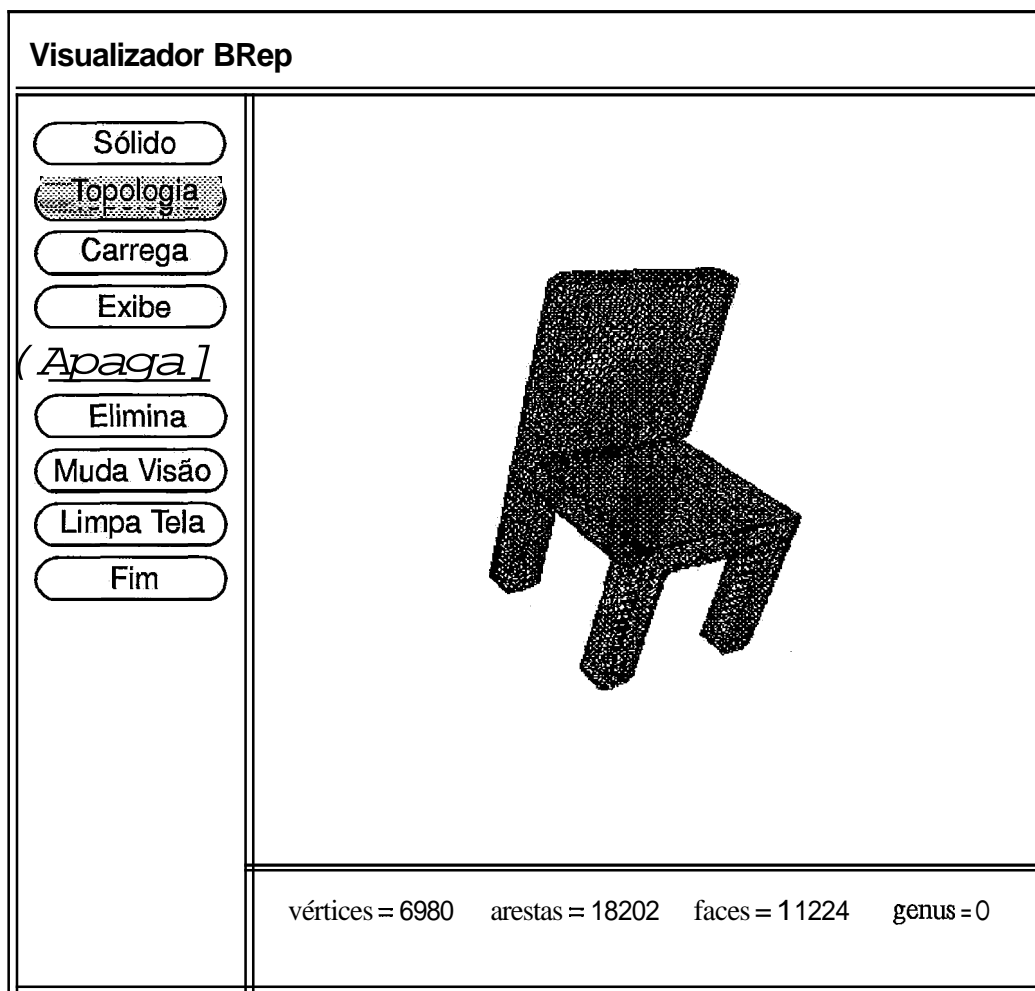 Visualizador BRep
Sólido
Topologia
Carrega
Exibe
(Apaga]
Elimina
Muda Visão
Limpa Tela
Fim
vértices = 6980 arestas = 18202 faces = 11224 genus = 0